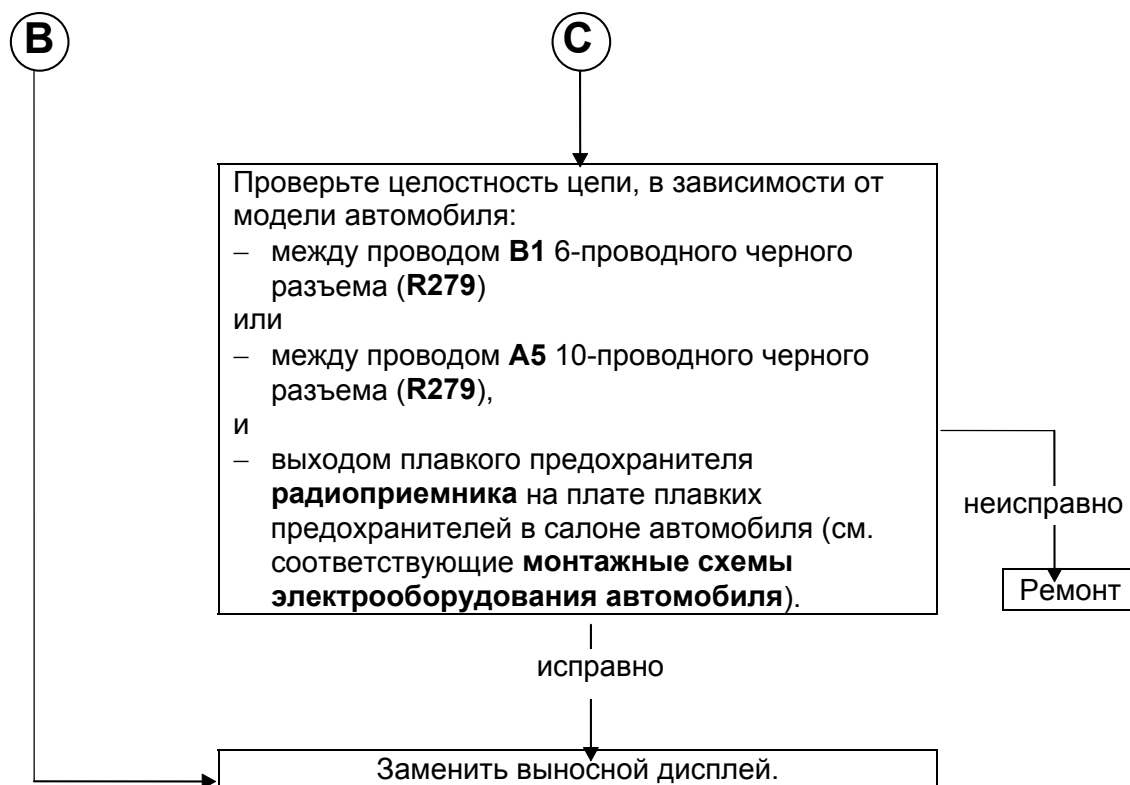 B
C
Проверьте целостность цепи, в зависимости от
модели автомобиля:
– между проводом B1 6-проводного черного
разъема (R279)
или
– между проводом A5 10-проводного черного
разъема (R279),
и
– выходом плавкого предохранителя
радиоприемника на плате плавких
предохранителей в салоне автомобиля (см.
соответствующие монтажные схемы
электрооборудования автомобиля).
неисправно
Ремонт
исправно
Заменить выносной дисплей.